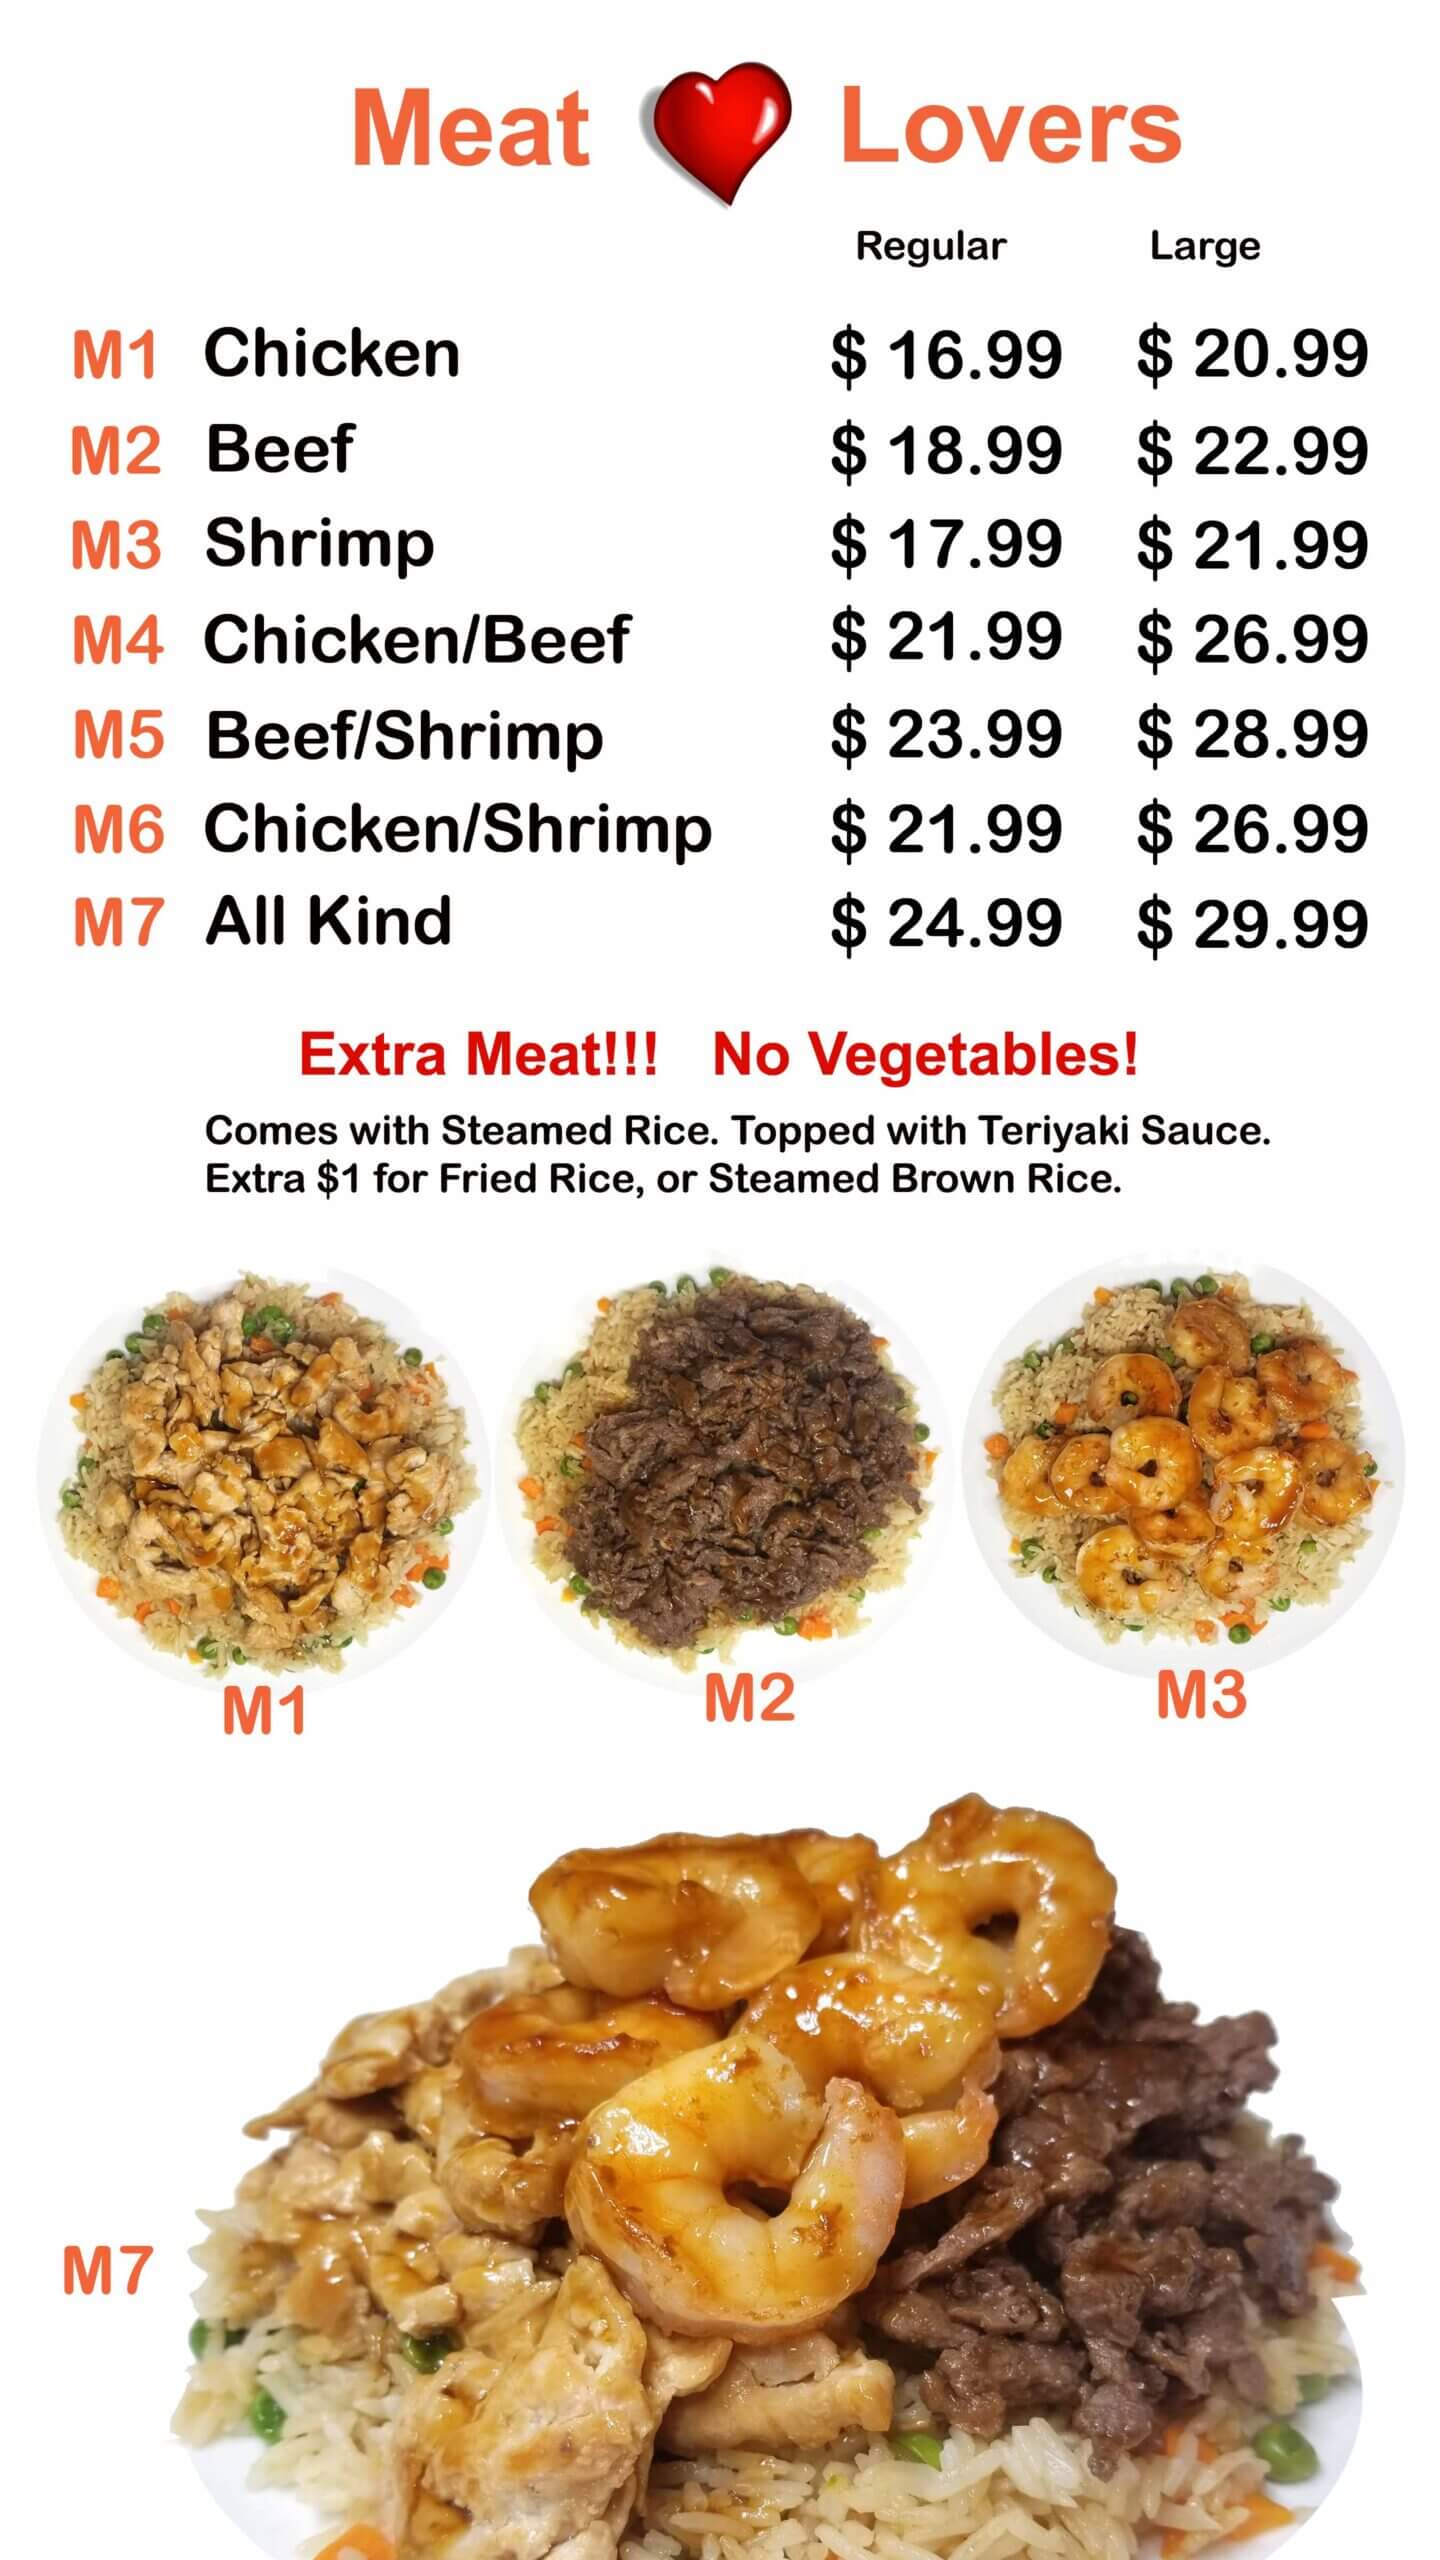 Meat Lovers
Regular Large
M1 Chicken $ 16.99 $ 20.99
M2 Beef $ 18.99 $ 22.99
M3 Shrimp $ 17.99 $ 21.99
M4 Chicken/Beef $ 21.99 $ 26.99
M5 Beef/Shrimp $ 23.99 $ 28.99
M6 Chicken/Shrimp $ 21.99 $ 26.99
M7 All Kind $ 24.99 $ 29.99
Extra Meat!!! No Vegetables!
Comes with Steamed Rice. Topped with Teriyaki Sauce.
Extra $1 for Fried Rice, or Steamed Brown Rice.
M1 M2 M3
M7